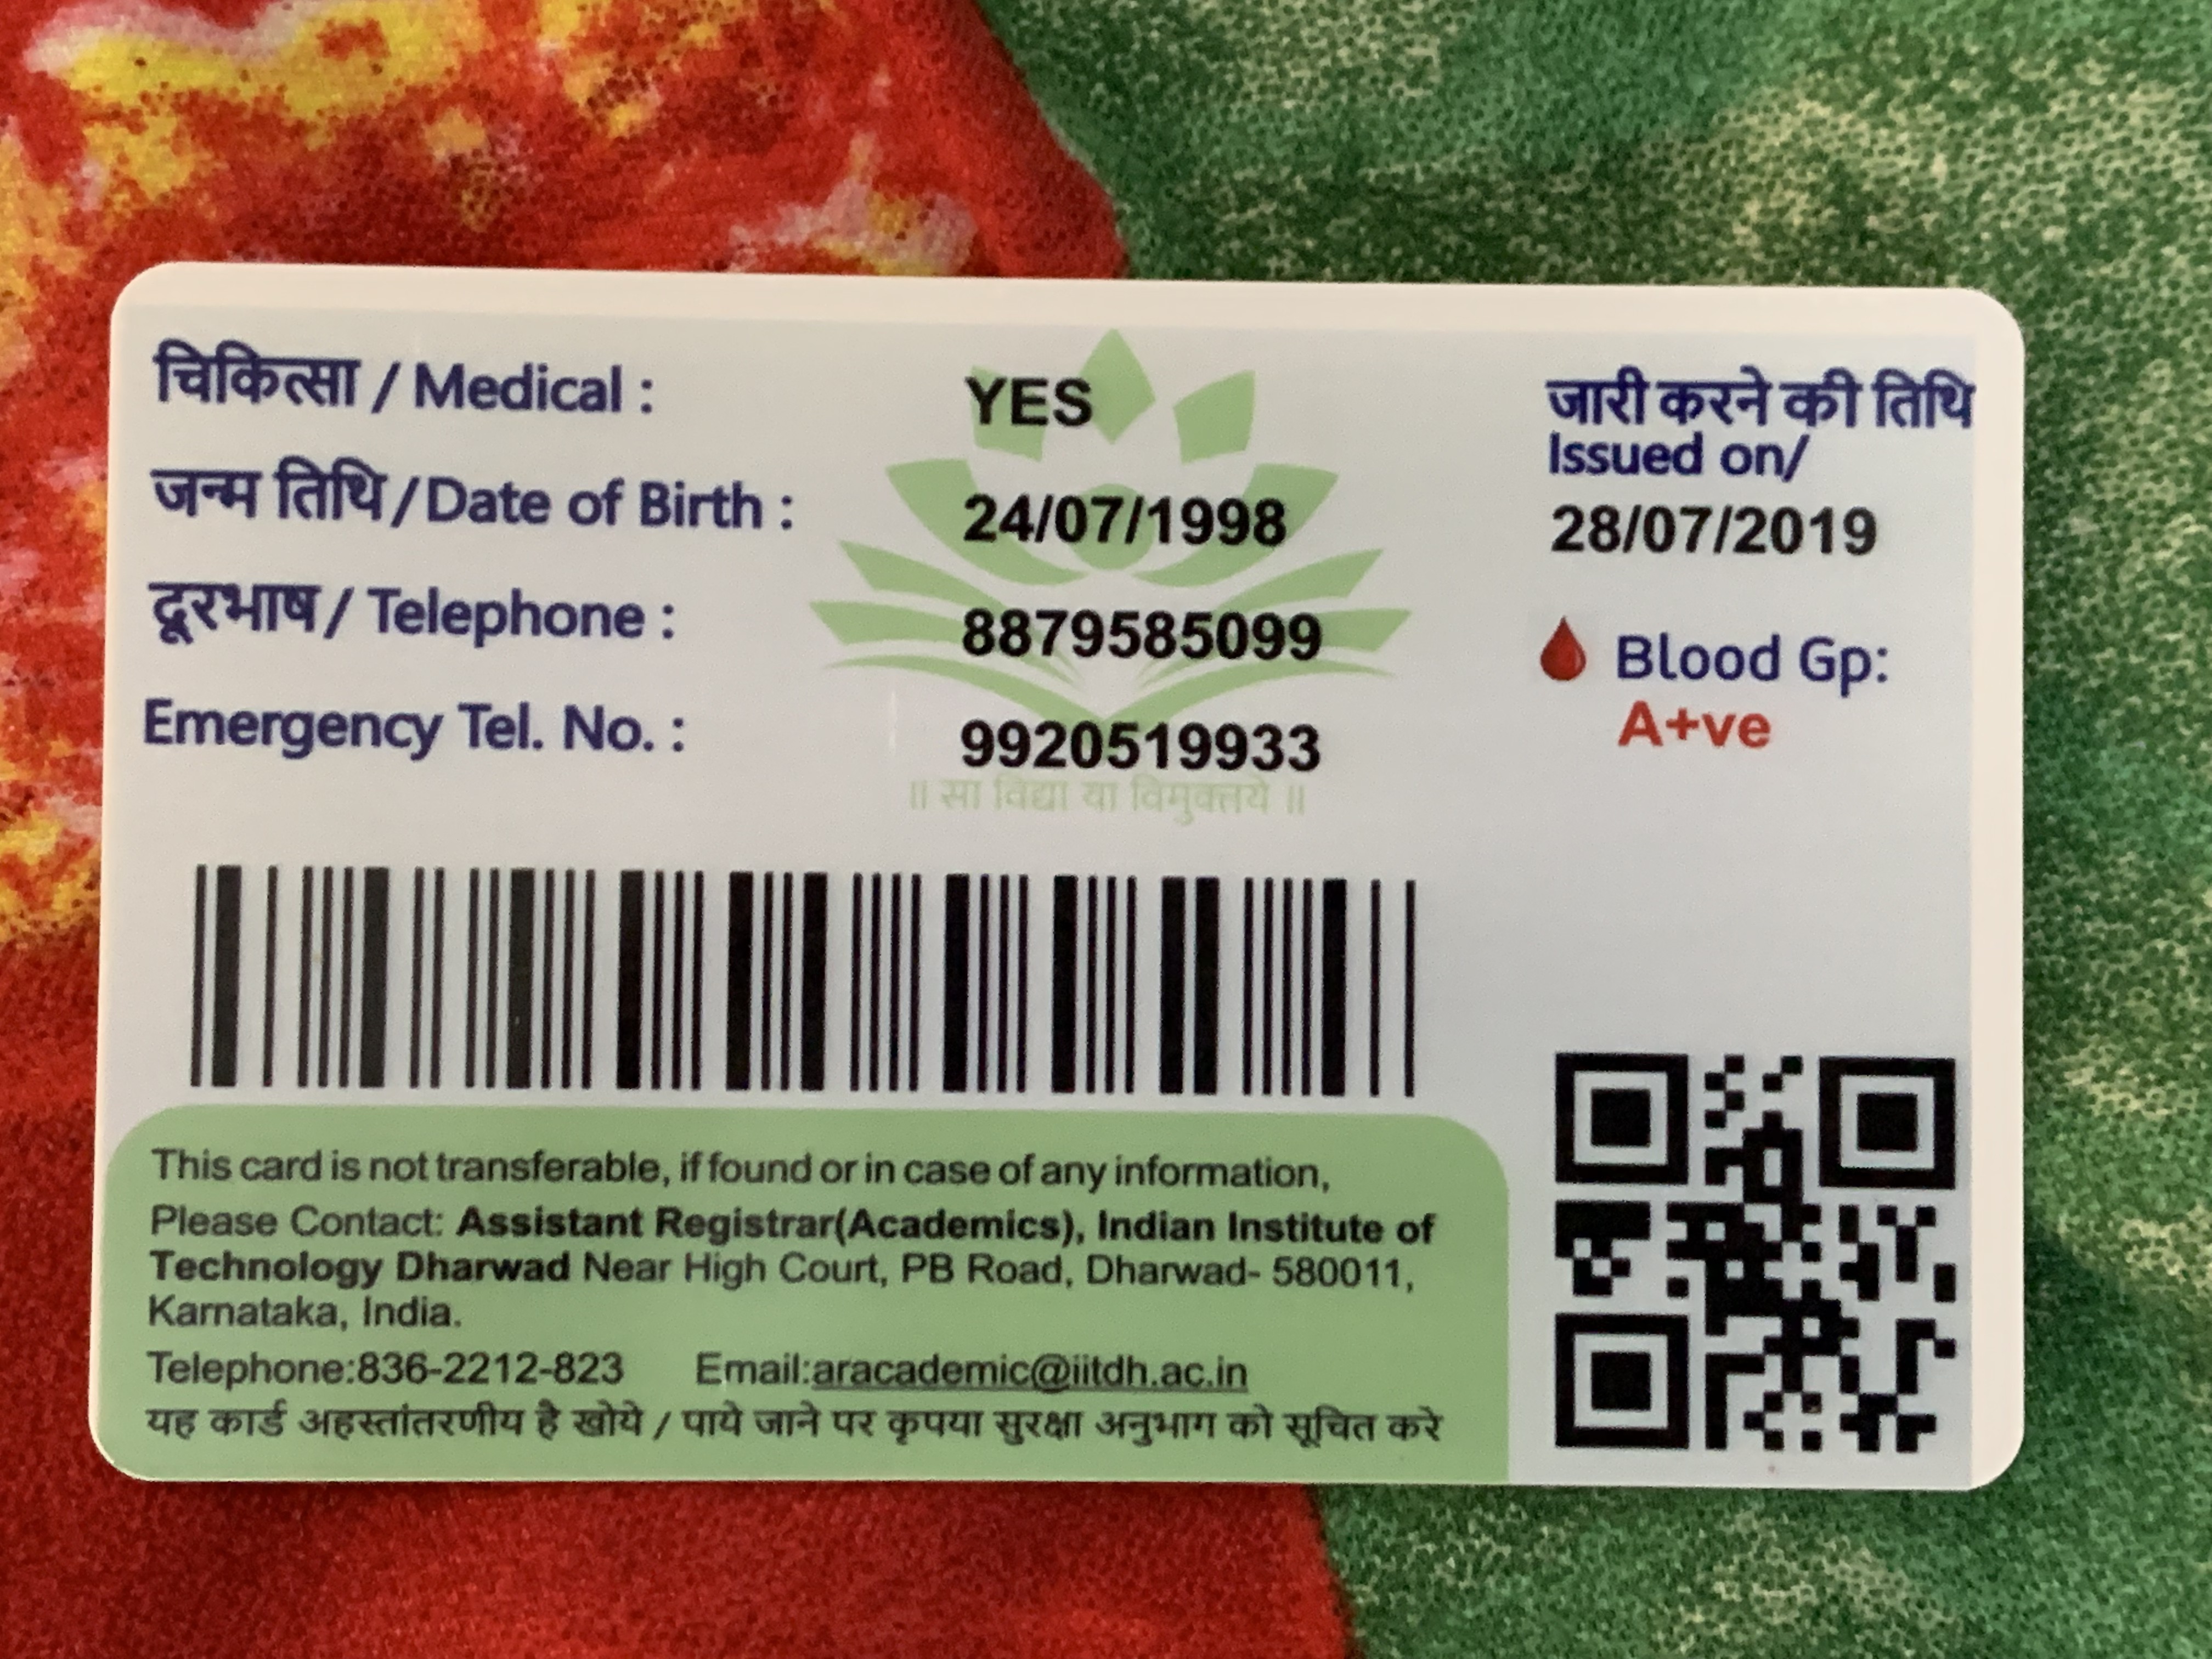 चिकित्सा / Medical : YES
जन्म तिथि / Date of Birth : 24/07/1998
दूरभाष / Telephone : 8879585099
Emergency Tel. No. : 9920519933
॥ सा विद्या या विमुक्तये ॥
जारी करने की तिथि
Issued on/
28/07/2019
Blood Gp:
A+ve
This card is not transferable, if found or in case of any information,
Please Contact: Assistant Registrar(Academics), Indian Institute of
Technology Dharwad Near High Court, PB Road, Dharwad- 580011,
Karnataka, India.
Telephone:836-2212-823 Email:aracademic@iitdh.ac.in
यह कार्ड अहस्तांतरणीय है खोये / पाये जाने पर कृपया सुरक्षा अनुभाग को सूचित करे